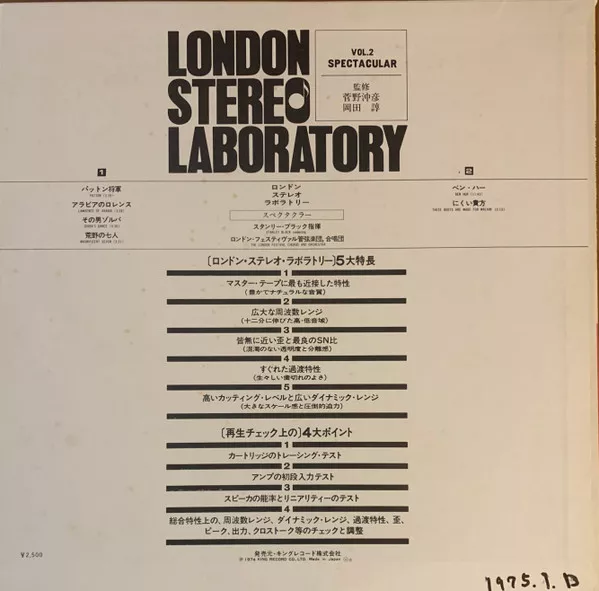 LONDON
STEREO
LABORATORY
VOL.2
SPECTACULAR
監修
菅野沖彦
岡田 諄
1
パットン将軍
アラビアのロレンス
その男ゾルバ
荒野の七人
ロンドン
ステレオ
ラボラトリー
スペクタクラー
スタンリー・ブラック指揮
ロンドン・フェスティヴァル管弦楽団, 合唱団
2
ベン・ハー
にくい貴方
〔ロンドン・ステレオ・ラボラトリー〕5大特長
1
マスター・テープに最も近接した特性
(豊かでナチュラルな音質)
2
広大な周波数レンジ
(十二分に伸びた高・低音域)
3
皆無に近い歪と最良のSN比
(混濁のない透明度と分離感)
4
すぐれた過渡特性
(生々しい歯切れのよさ)
5
高いカッティング・レベルと広いダイナミック・レンジ
(大きなスケール感と圧倒的迫力)
〔再生チェック上の〕4大ポイント
1
カートリッジのトレーシング・テスト
2
アンプの初段入力テスト
3
スピーカの能率とリニアリティーのテスト
4
総合特性上の、周波数レンジ、ダイナミック・レンジ、過渡特性、歪、
ピーク、出力、クロストーク等のチェックと調整
¥2,500
発売元・キングレコード株式会社
Ⓟ1974 KING RECORD CO.,LTD. Made in Japan
1975.1.